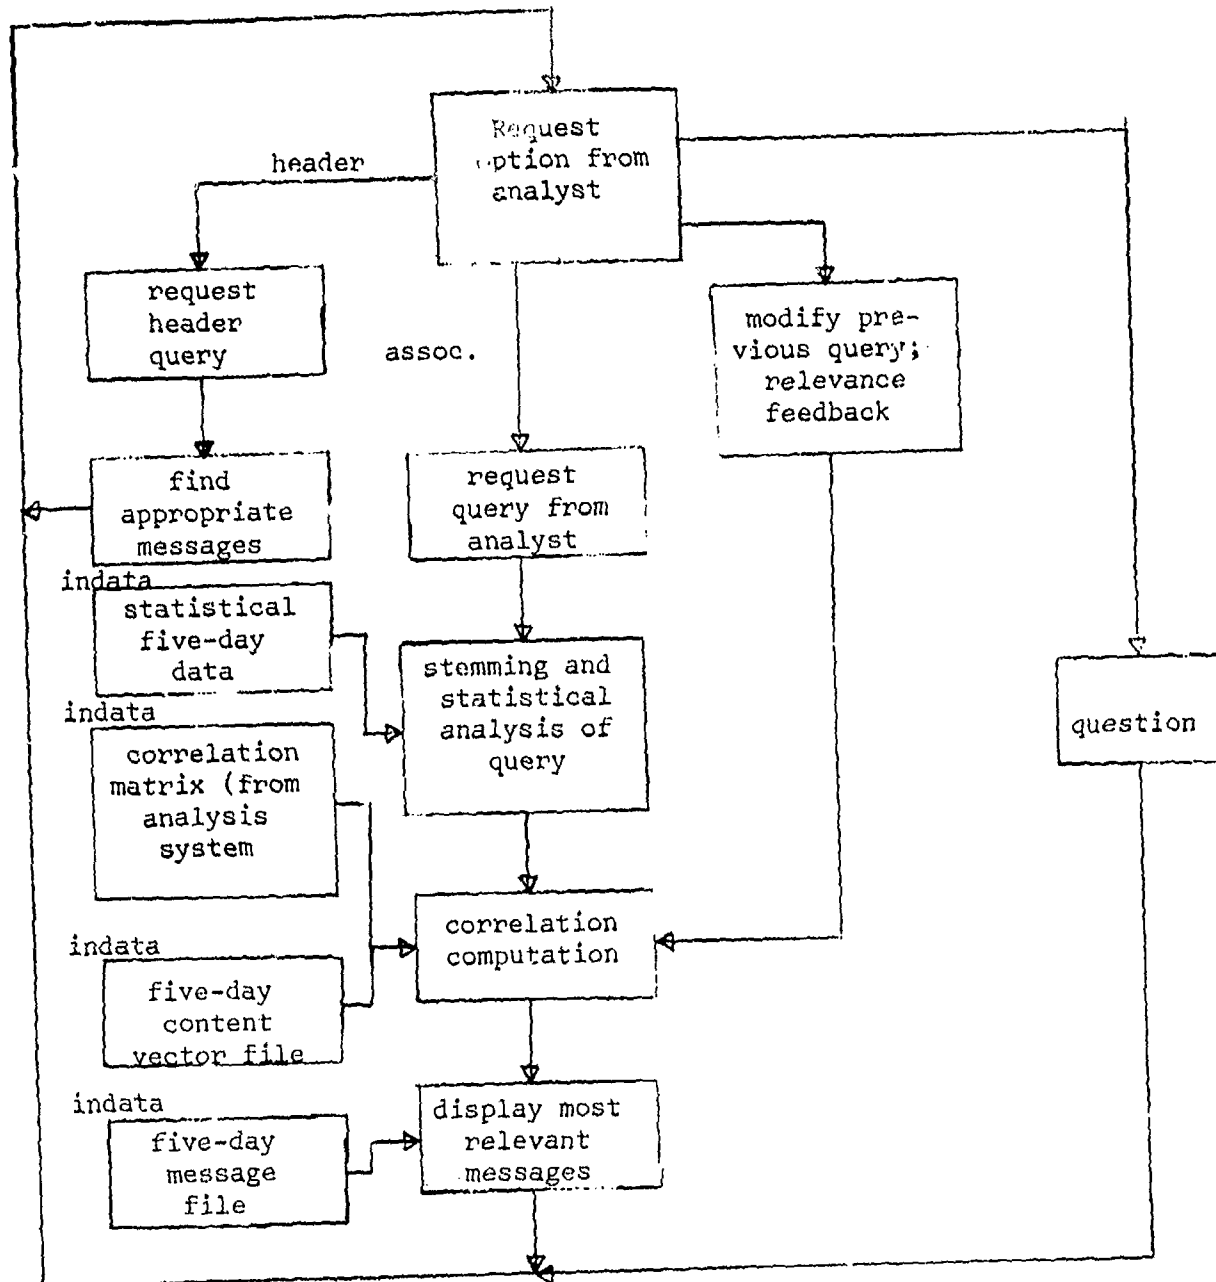 Request
option from
analyst
header
request
header
query
assoc.
modify pre-
vious query;
relevance
feedback
find
appropriate
messages
request
query from
analyst
indata
statistical
five-day
data
stemming and
statistical
analysis of
query
question
indata
correlation
matrix (from
analysis
system
correlation
computation
indata
five-day
content
vector file
indata
display most
relevant
messages
five-day
message
file